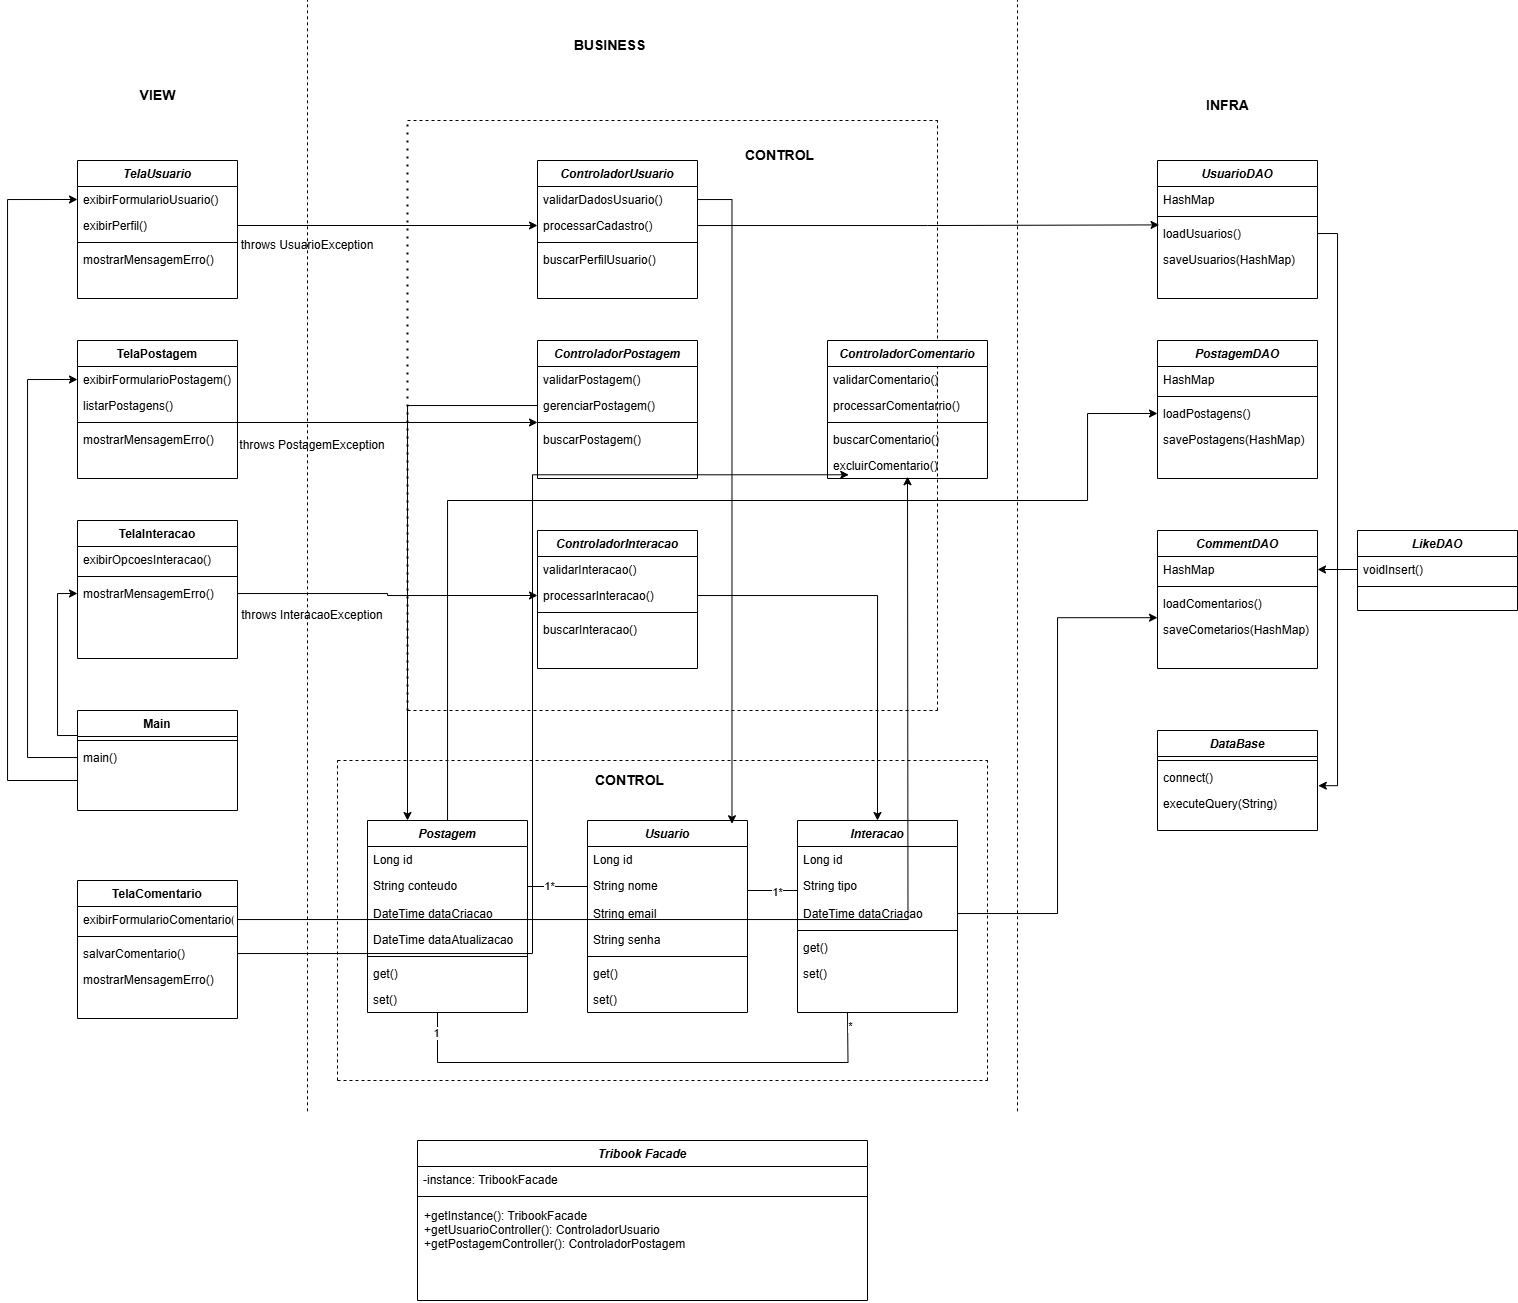 BUSINESS
VIEW
INFRA
CONTROL
TelaUsuario
exibirFormularioUsuario()
exibirPerfil()
mostrarMensagemErro()
throws UsuarioException
ControladorUsuario
validarDadosUsuario()
processarCadastro()
buscarPerfilUsuario()
UsuarioDAO
HashMap
loadUsuarios()
saveUsuarios(HashMap)
TelaPostagem
exibirFormularioPostagem()
listarPostagens()
mostrarMensagemErro()
throws PostagemException
ControladorPostagem
validarPostagem()
gerenciarPostagem()
buscarPostagem()
ControladorComentario
validarComentario()
processarComentarrio()
buscarComentario()
excluirComentario()
PostagemDAO
HashMap
loadPostagens()
savePostagens(HashMap)
TelaInteracao
exibirOpcoesInteracao()
mostrarMensagemErro()
throws InteracaoException
ControladorInteracao
validarInteracao()
processarInteracao()
buscarInteracao()
CommentDAO
HashMap
loadComentarios()
saveCometarios(HashMap)
LikeDAO
voidInsert()
Main
main()
DataBase
connect()
executeQuery(String)
CONTROL
TelaComentario
exibirFormularioComentario(
salvarComentario()
mostrarMensagemErro()
Postagem
Long id
String conteudo
DateTime dataCriacao
DateTime dataAtualizacao
get()
set()
1*
Usuario
Long id
String nome
String email
String senha
get()
set()
1*
Interacao
Long id
String tipo
DateTime dataCriacao
get()
set()
1
*
Tribook Facade
-instance: TribookFacade
+getInstance(): TribookFacade
+getUsuarioController(): ControladorUsuario
+getPostagemController(): ControladorPostagem